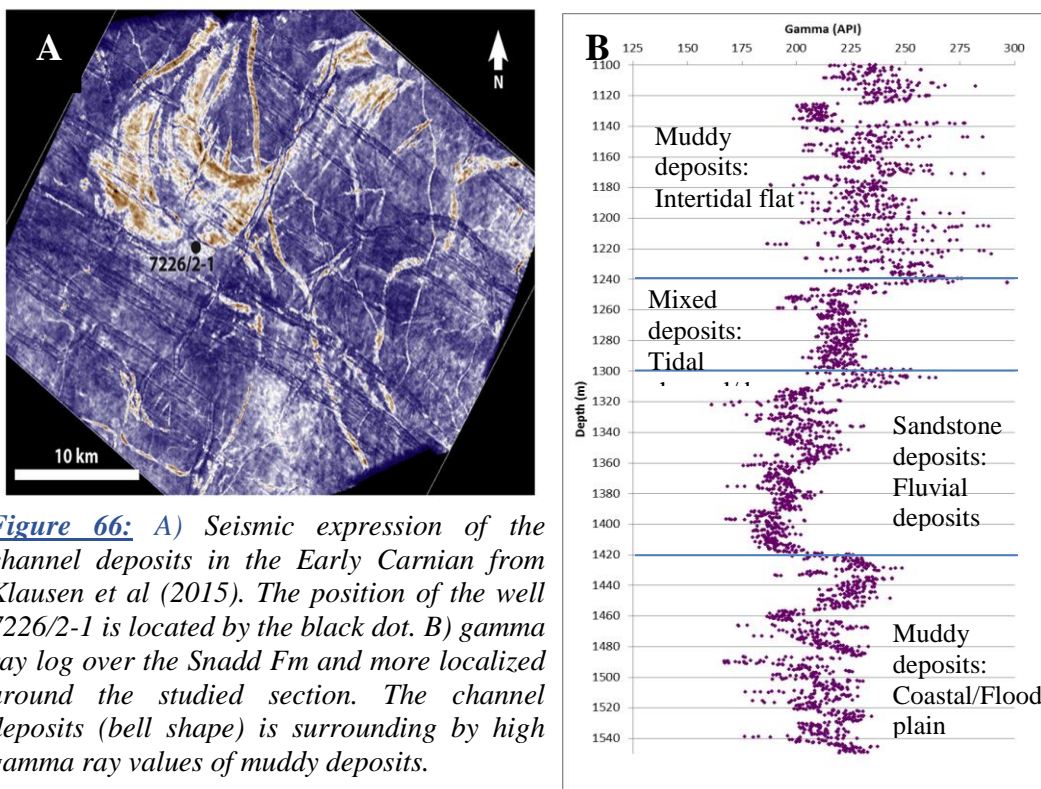 A
N
7226/2-1
10 km
Figure 66: A) Seismic expression of the
channel deposits in the Early Carnian from
Klausen et al (2015). The position of the well
7226/2-1 is located by the black dot. B) gamma
ray log over the Snadd Fm and more localized
around the studied section. The channel
deposits (bell shape) is surrounding by high
gamma ray values of muddy deposits.
B
Gamma (API)
125 150 175 200 225 250 275 300
Depth (m)
1100
1120
1140
1160
1180
1200
1220
1240
1260
1280
1300
1320
1340
1360
1380
1400
1420
1440
1460
1480
1500
1520
1540
Muddy
deposits:
Intertidal flat
Mixed
deposits:
Tidal
Sandstone
deposits:
Fluvial
deposits
Muddy
deposits:
Coastal/Flood
plain